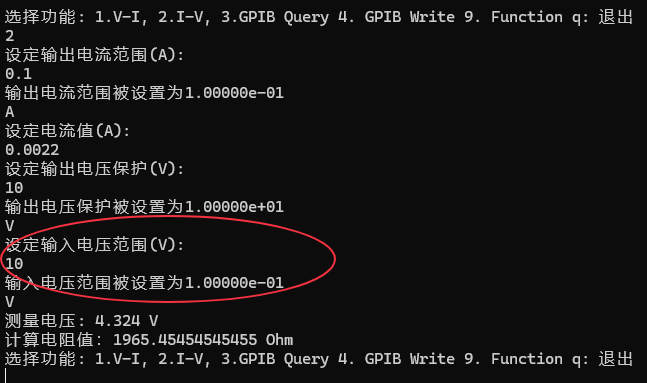 选择功能: 1.V-I, 2.I-V, 3.GPIB Query 4. GPIB Write 9. Function q: 退出
2
设定输出电流范围(A):
0.1
输出电流范围被设置为1.00000e-01
A
设定电流值(A):
0.0022
设定输出电压保护(V):
10
输出电压保护被设置为1.00000e+01
V
设定输入电压范围(V):
10
输入电压范围被设置为1.00000e-01
V
测量电压: 4.324 V
计算电阻值: 1965.45454545455 Ohm
选择功能: 1.V-I, 2.I-V, 3.GPIB Query 4. GPIB Write 9. Function q: 退出